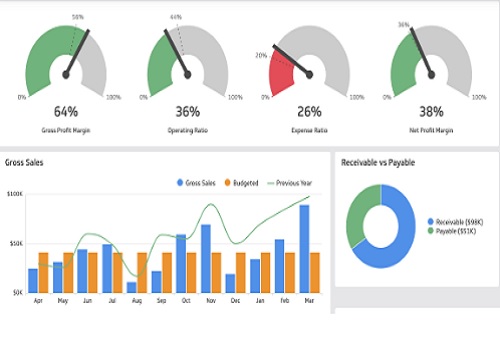 58% 44% 20% 36%
0% 100% 0% 100% 0% 100% 0% 100%
64% 36% 26% 38%
Gross Profit Margin Operating Ratio Expense Ratio Net Profit Margin
Gross Sales
Gross Sales Budgeted Previous Year
$100K
$50K
$0K
Apr May Jun Jul Aug Sep Oct Nov Dec Jan Feb Mar
Receivable vs Payable
Receivable ($98K)
Payable ($51K)